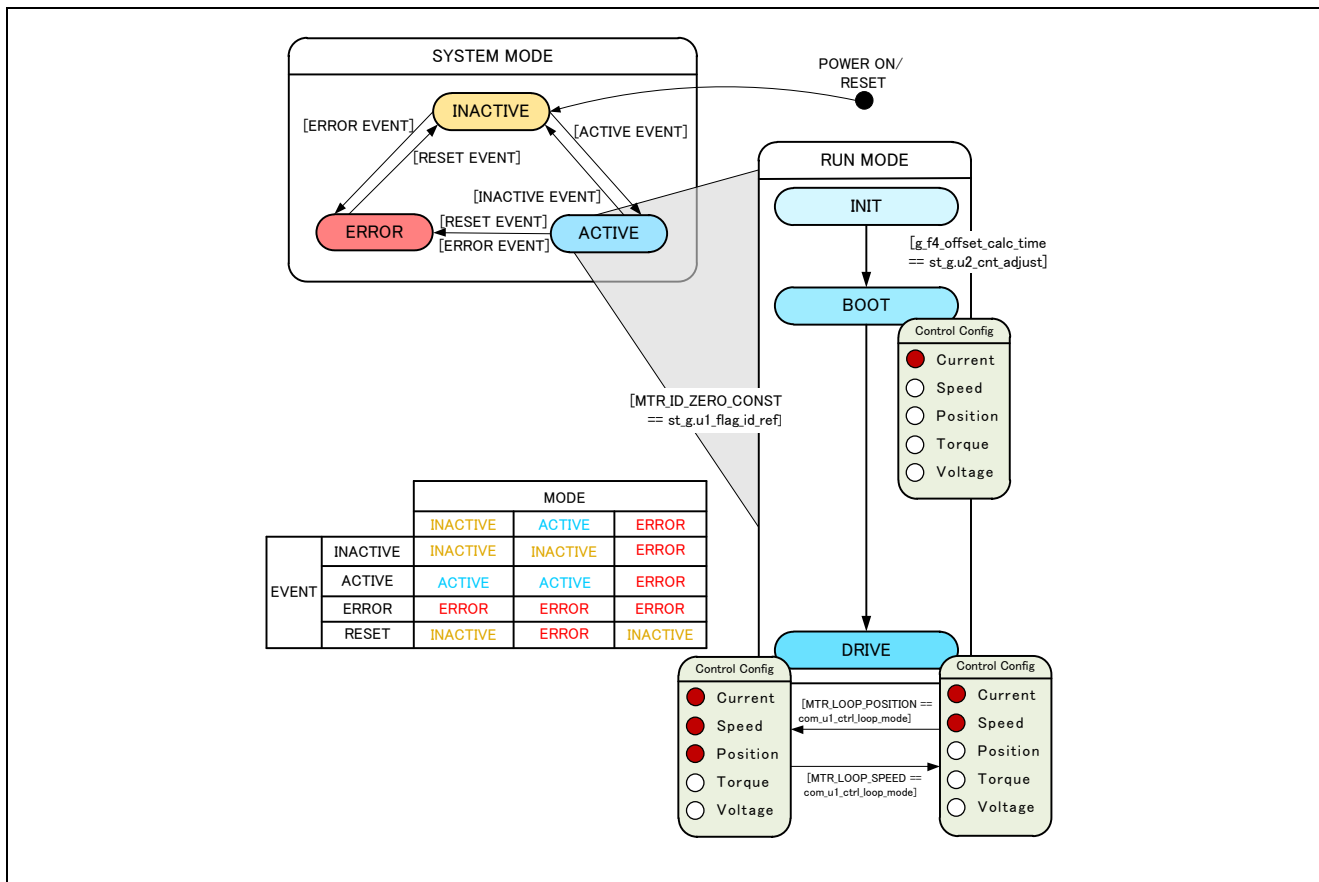 SYSTEM MODE
POWER ON/
RESET
INACTIVE
[ERROR EVENT]
[ACTIVE EVENT]
[RESET EVENT]
[INACTIVE EVENT]
[RESET EVENT]
ERROR
ACTIVE
[ERROR EVENT]
RUN MODE
INIT
[g_f4_offset_calc_time
== st_g.u2_cnt_adjust]
BOOT
Control Config
Current
Speed
Position
Torque
Voltage
[MTR_ID_ZERO_CONST
== st_g.u1_flag_id_ref]
MODE
INACTIVE ACTIVE ERROR
EVENT
INACTIVE INACTIVE INACTIVE ERROR
ACTIVE ACTIVE ACTIVE ERROR
ERROR ERROR ERROR ERROR
RESET INACTIVE ERROR INACTIVE
DRIVE
Control Config
Current
Speed
Position
Torque
Voltage
[MTR_LOOP_POSITION ==
com_u1_ctrl_loop_mode]
[MTR_LOOP_SPEED ==
com_u1_ctrl_loop_mode]
Control Config
Current
Speed
Position
Torque
Voltage